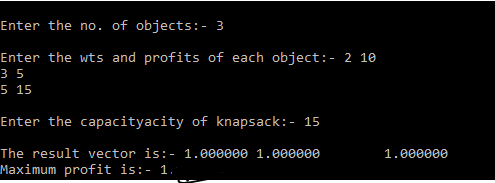 Enter the no. of objects:- 3
Enter the wts and profits of each object:- 2 10
3 5
5 15
Enter the capacityacity of knapsack:- 15
The result vector is:- 1.000000 1.000000 1.000000
Maximum profit is:- 1.